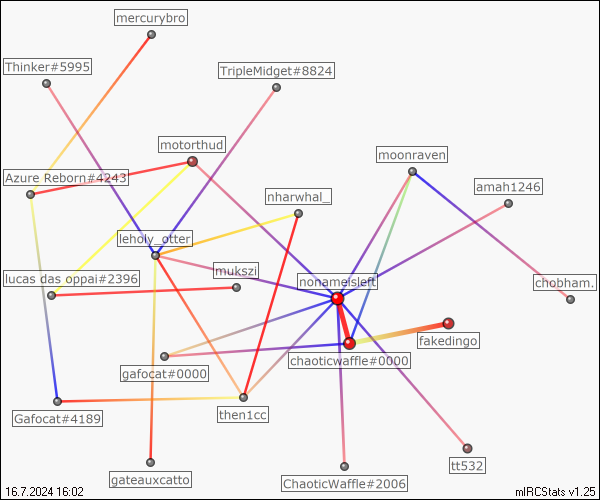 mercurybro
Thinker#5995
TripleMidget#8824
motorthud
moonraven
Azure Reborn#4243
amah1246
nharwhal_
leholy_otter
mukszi
lucas das oppai#2396
nonameisleft
chobham.
fakedingo
chaoticwaffle#0000
gafocat#0000
Gafocat#4189
then1cc
tt532
gateauxcatto
ChaoticWaffle#2006
16.7.2024 16:02
mIRCStats v1.25